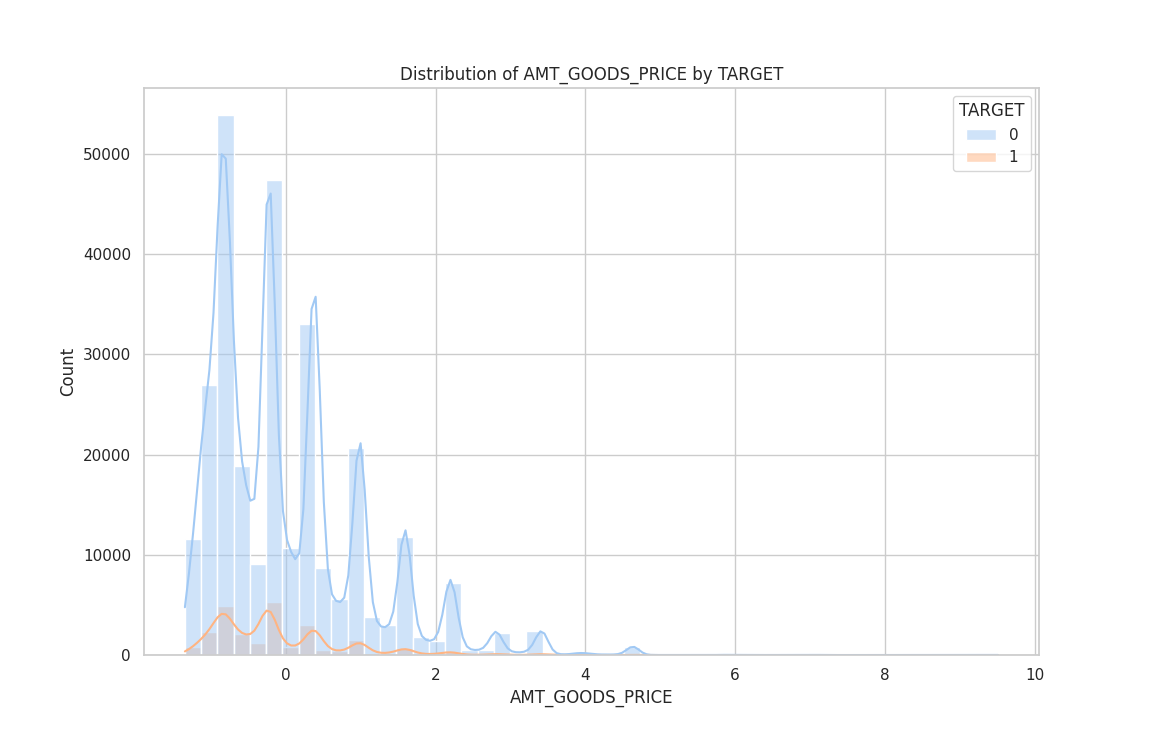 Distribution of AMT_GOODS_PRICE by TARGET
TARGET
0
1
Count
50000
40000
30000
20000
10000
0
0 2 4 6 8 10
AMT_GOODS_PRICE